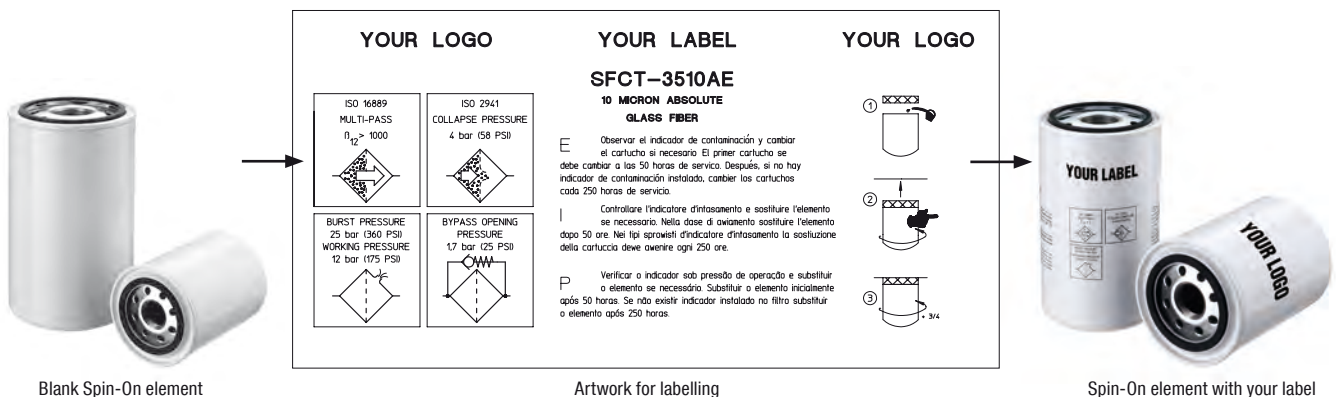 YOUR LOGO
YOUR LABEL
YOUR LOGO
SFCT-3510AE
10 MICRON ABSOLUTE
GLASS FIBER
ISO 16889
MULTI-PASS
β12> 1000
ISO 2941
COLLAPSE PRESSURE
4 bar (58 PSI)
BURST PRESSURE
25 bar (360 PSI)
WORKING PRESSURE
12 bar (175 PSI)
BYPASS OPENING
PRESSURE
1,7 bar (25 PSI)
E Observar el indicador de contaminación y cambiar
el cartucho si necesario El primer cartucho se
debe cambiar a las 50 horas de servico. Después, si no hay
indicador de contaminación instalado, cambier los cartuchos
cada 250 horas de servicio.
I Controllare l'indicatore d'intasamento e sostituire l'elemento
se necessario. Nella dase di awiamento sostituire l'elemento
dopo 50 ore. Nei tipi sprowisti d'indicatore d'intasamento la sostiuzione
della cartuccia dewe awenire ogni 250 ore.
P Verificar o indicador sob pressão de operação e substituir
o elemento se necessário. Substituir o elemento inicialmente
após 50 horas. Se não existir indicador instalado no filtro substituir
o elemento após 250 horas.
1
2
3
+ 3/4
YOUR LABEL
YOUR LOGO
Blank Spin-On element
Artwork for labelling
Spin-On element with your label